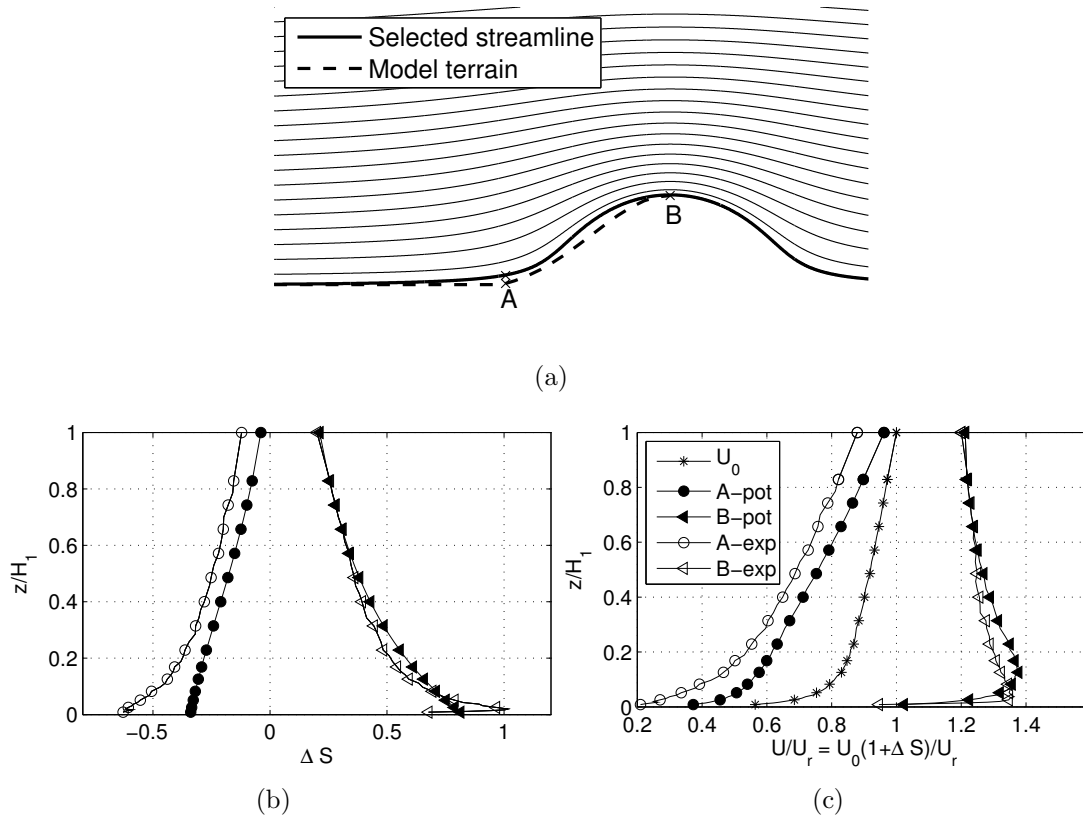 Selected streamline
Model terrain
A
B
(a)
1
0.8
0.6
0.4
0.2
0
z/H₁
−0.5
0
0.5
1
Δ S
(b)
1
0.8
0.6
0.4
0.2
0
z/H₁
U₀
A−pot
B−pot
A−exp
B−exp
0.2
0.4
0.6
0.8
1
1.2
1.4
U/Uᵣ = U₀(1+Δ S)/Uᵣ
(c)